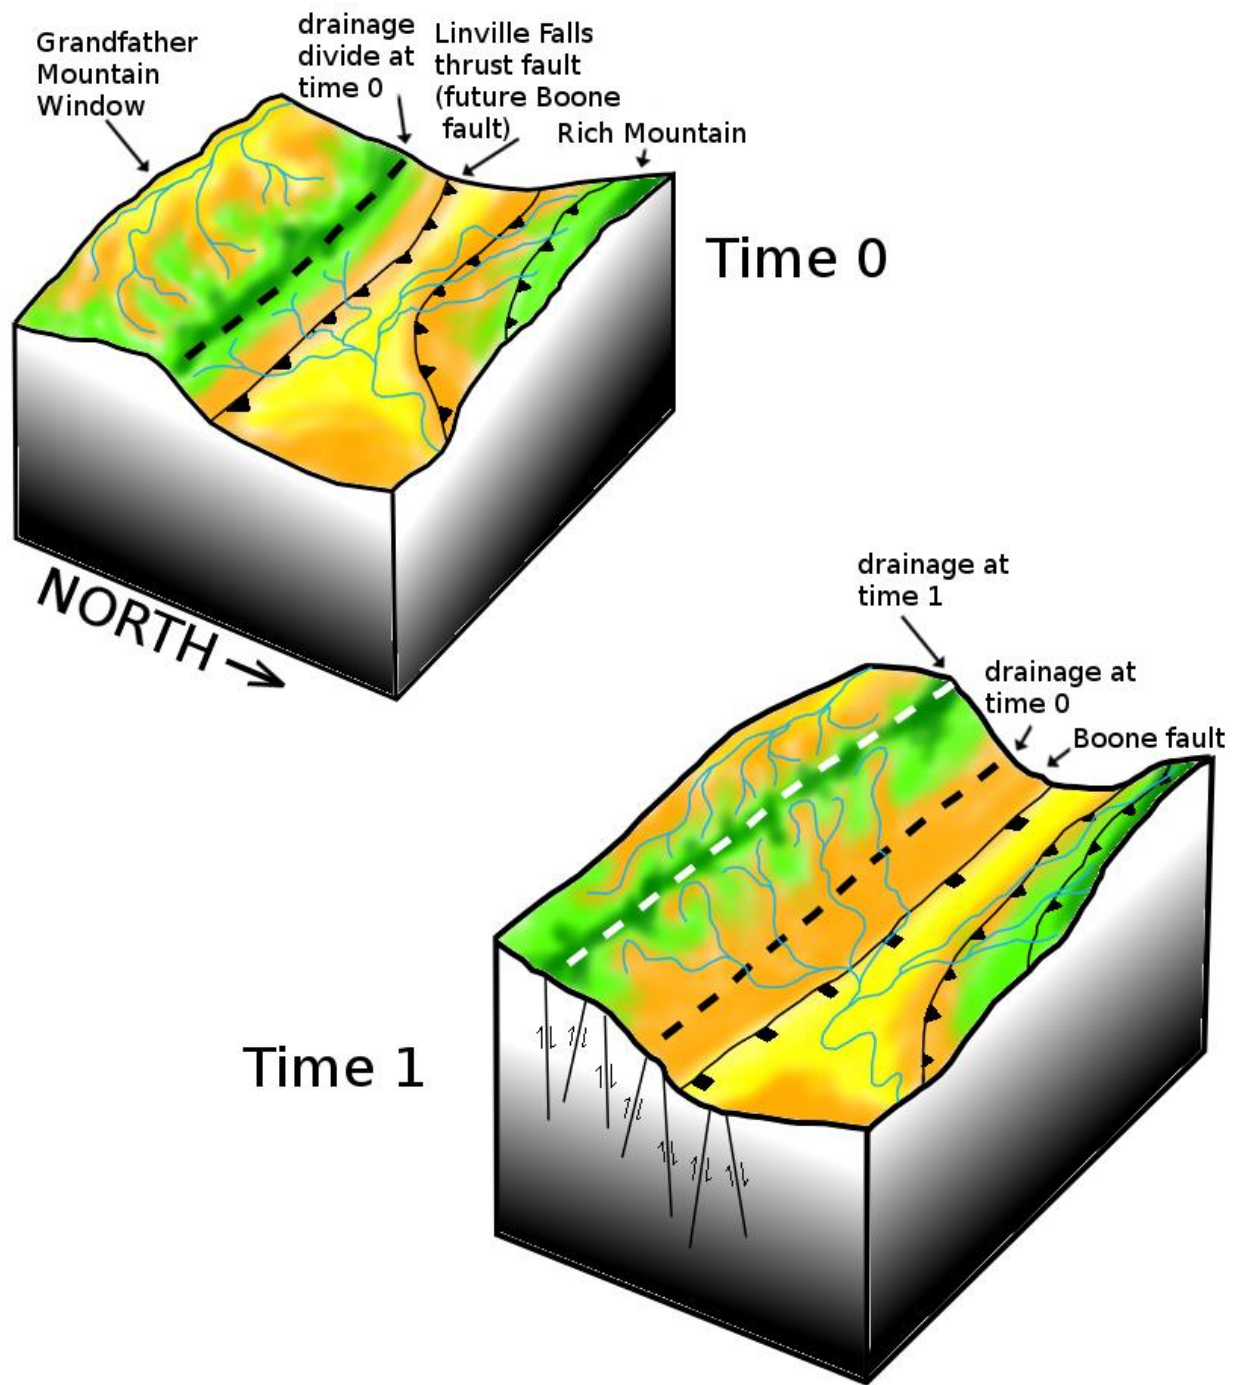 Grandfather
Mountain
Window
drainage
divide at
time 0
Linville Falls
thrust fault
(future Boone
fault)
Rich Mountain
Time 0
NORTH
drainage at
time 1
drainage at
time 0
Boone fault
Time 1